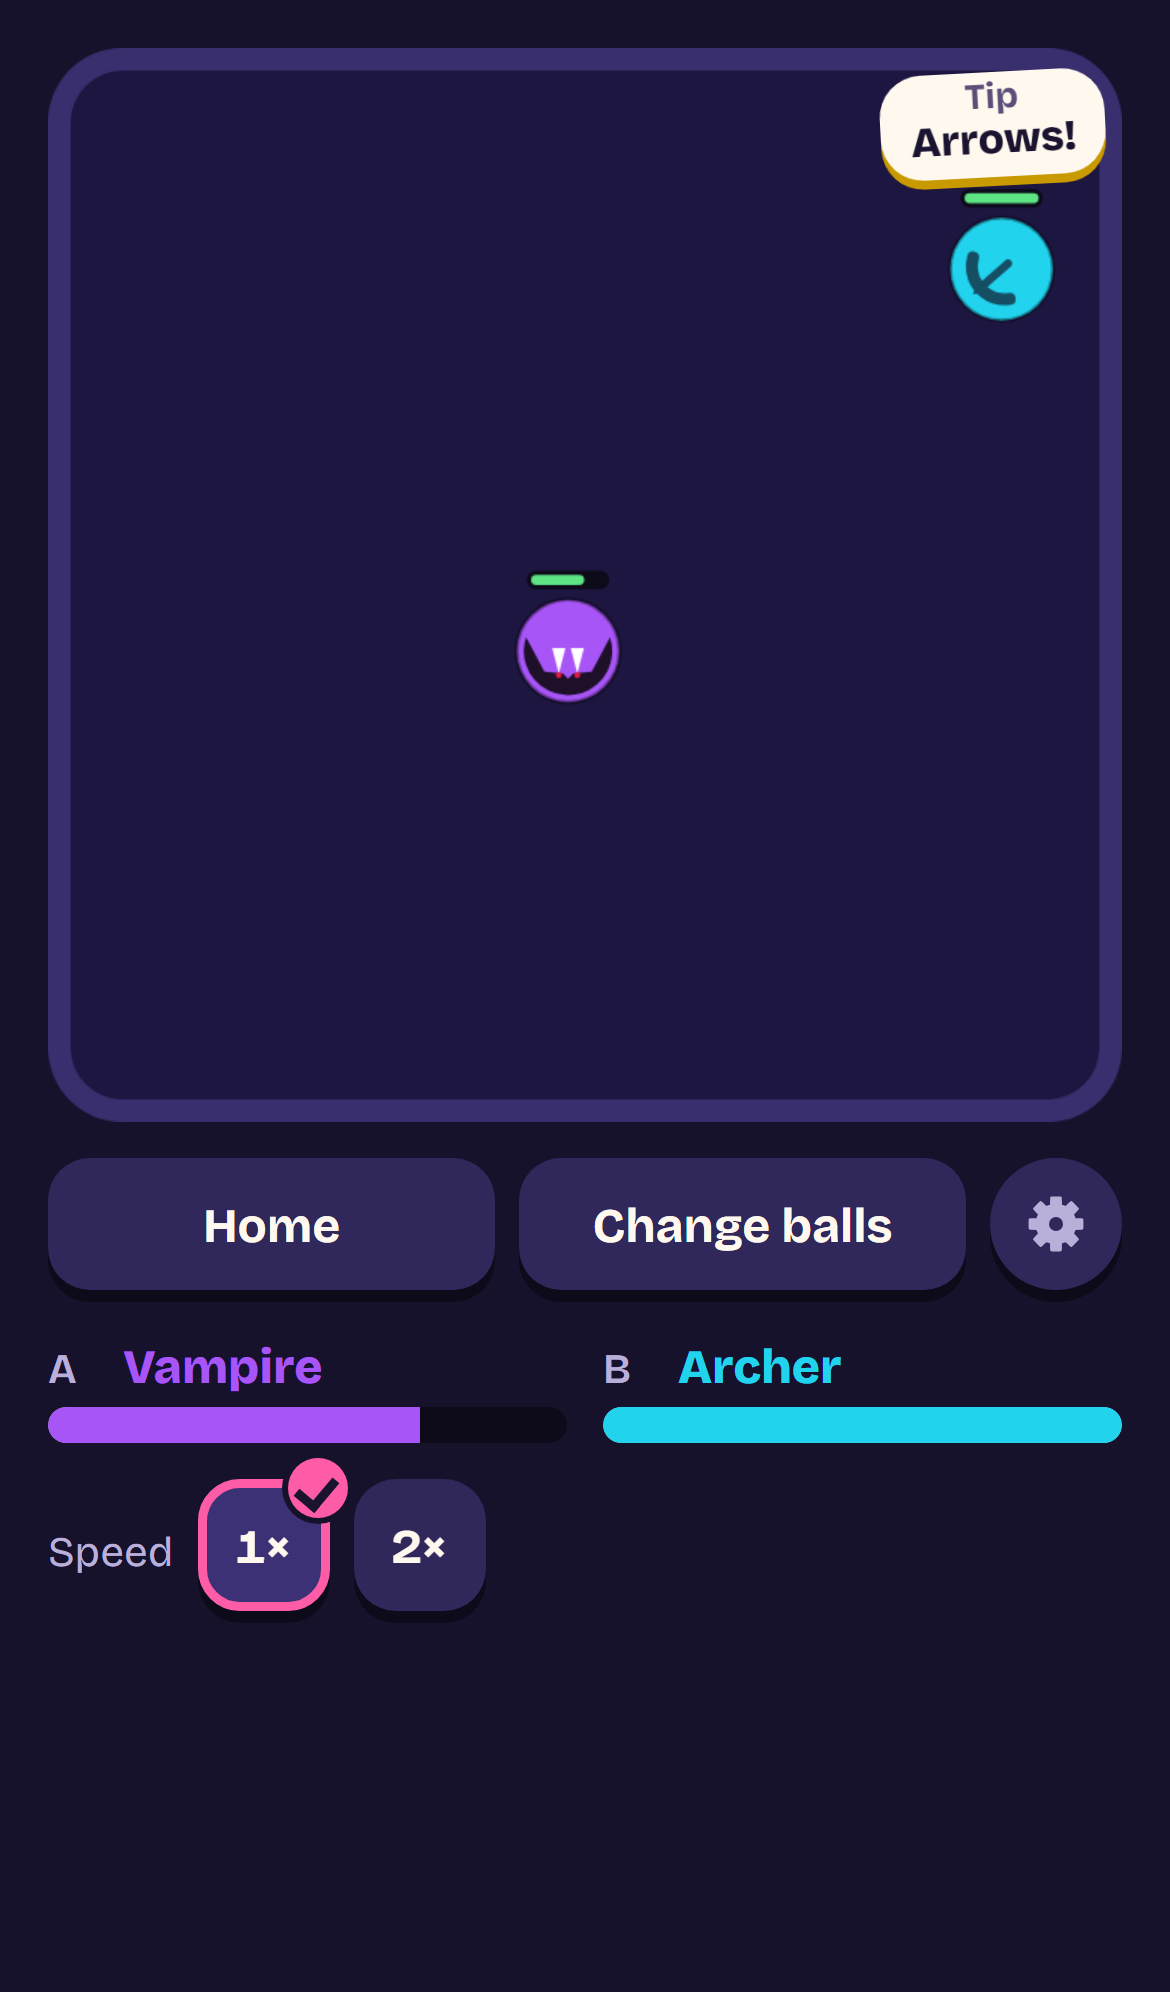 Tip
Arrows!
Home
Change balls
A Vampire
B Archer
Speed
1×
2×